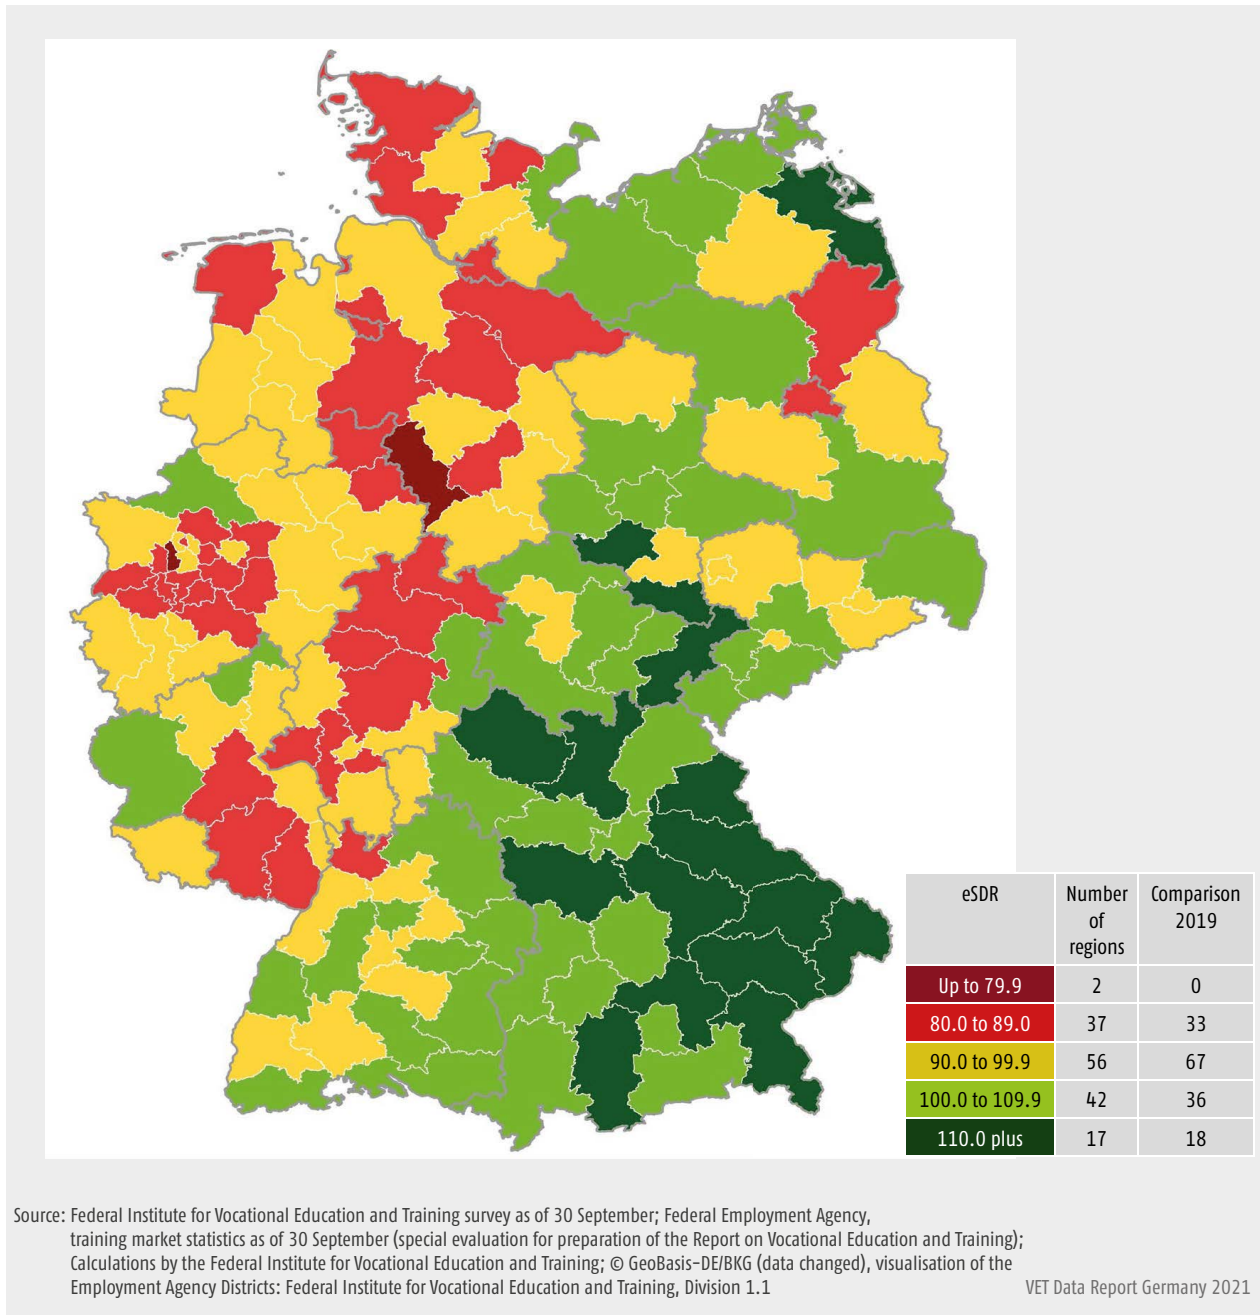 eSDR Number of regions Comparison 2019
Up to 79.9 2 0
80.0 to 89.0 37 33
90.0 to 99.9 56 67
100.0 to 109.9 42 36
110.0 plus 17 18
Source: Federal Institute for Vocational Education and Training survey as of 30 September; Federal Employment Agency,
training market statistics as of 30 September (special evaluation for preparation of the Report on Vocational Education and Training);
Calculations by the Federal Institute for Vocational Education and Training; © GeoBasis-DE/BKG (data changed), visualisation of the
Employment Agency Districts: Federal Institute for Vocational Education and Training, Division 1.1
VET Data Report Germany 2021